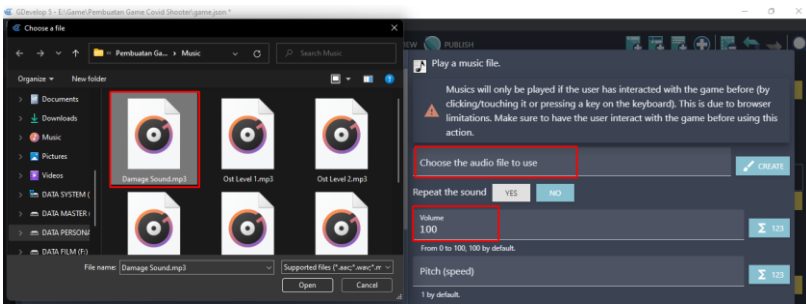 GDevelop 5 - E:\Game\Pembuatan Game Covid Shooter\game.json *
Choose a file
Pembuatan Ga... › Music
Search Music
Organize
New folder
Documents
Downloads
Music
Pictures
Videos
DATA SYSTEM (
DATA MASTER (
DATA PERSONA
DATA FILM (F:)
Damage Sound.mp3
Ost Level 1.mp3
Ost Level 2.mp3
File name:
Damage Sound.mp3
Supported files (*.aac;*.wav;*.m
Open
Cancel
EW
PUBLISH
Play a music file.
Musics will only be played if the user has interacted with the game before (by
clicking/touching it or pressing a key on the keyboard). This is due to browser
limitations. Make sure to have the user interact with the game before using this
action.
Choose the audio file to use
CREATE
Repeat the sound
YES
NO
Volume
100
Σ 123
From 0 to 100, 100 by default.
Pitch (speed)
Σ 123
1 by default.